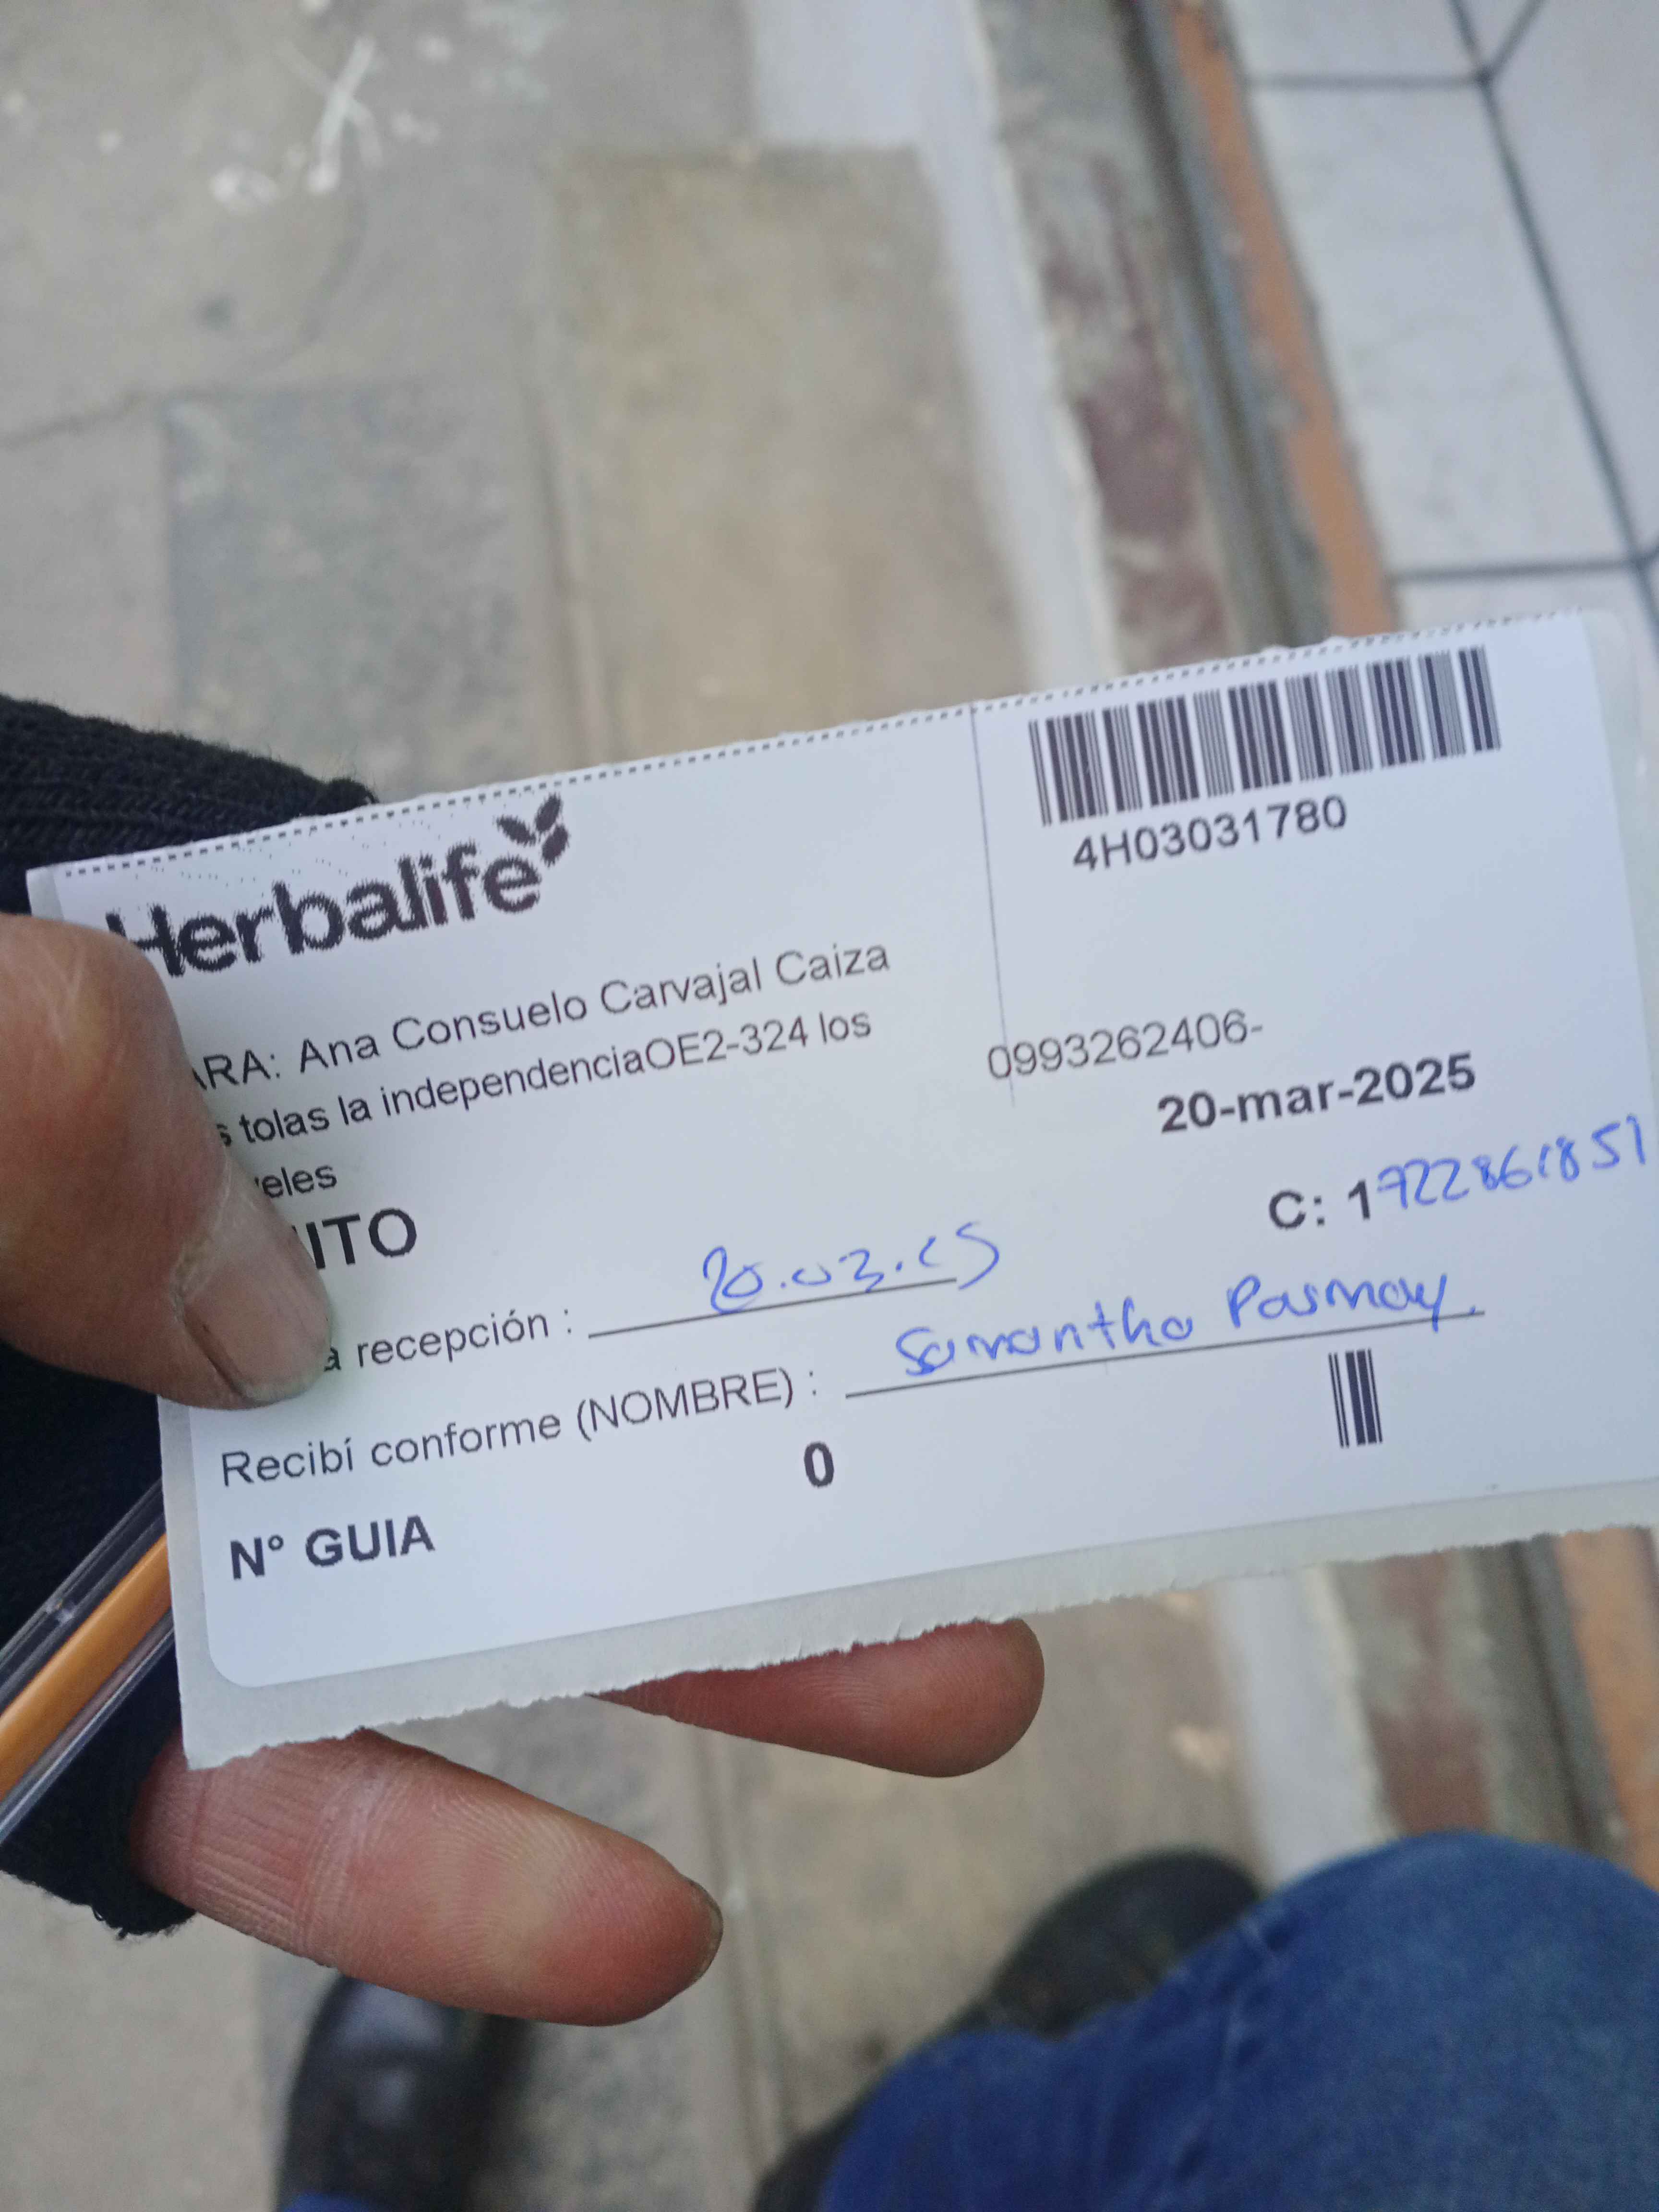 Herbalife
4H03031780
ARA: Ana Consuelo Carvajal Caiza
s tolas la independenciaOE2-324 los
eles
0993262406-
20-mar-2025
ITO
C: 1722861851
a recepción : 20.03.25
Recibí conforme (NOMBRE) : Samantha Pasmay.
N° GUIA 0